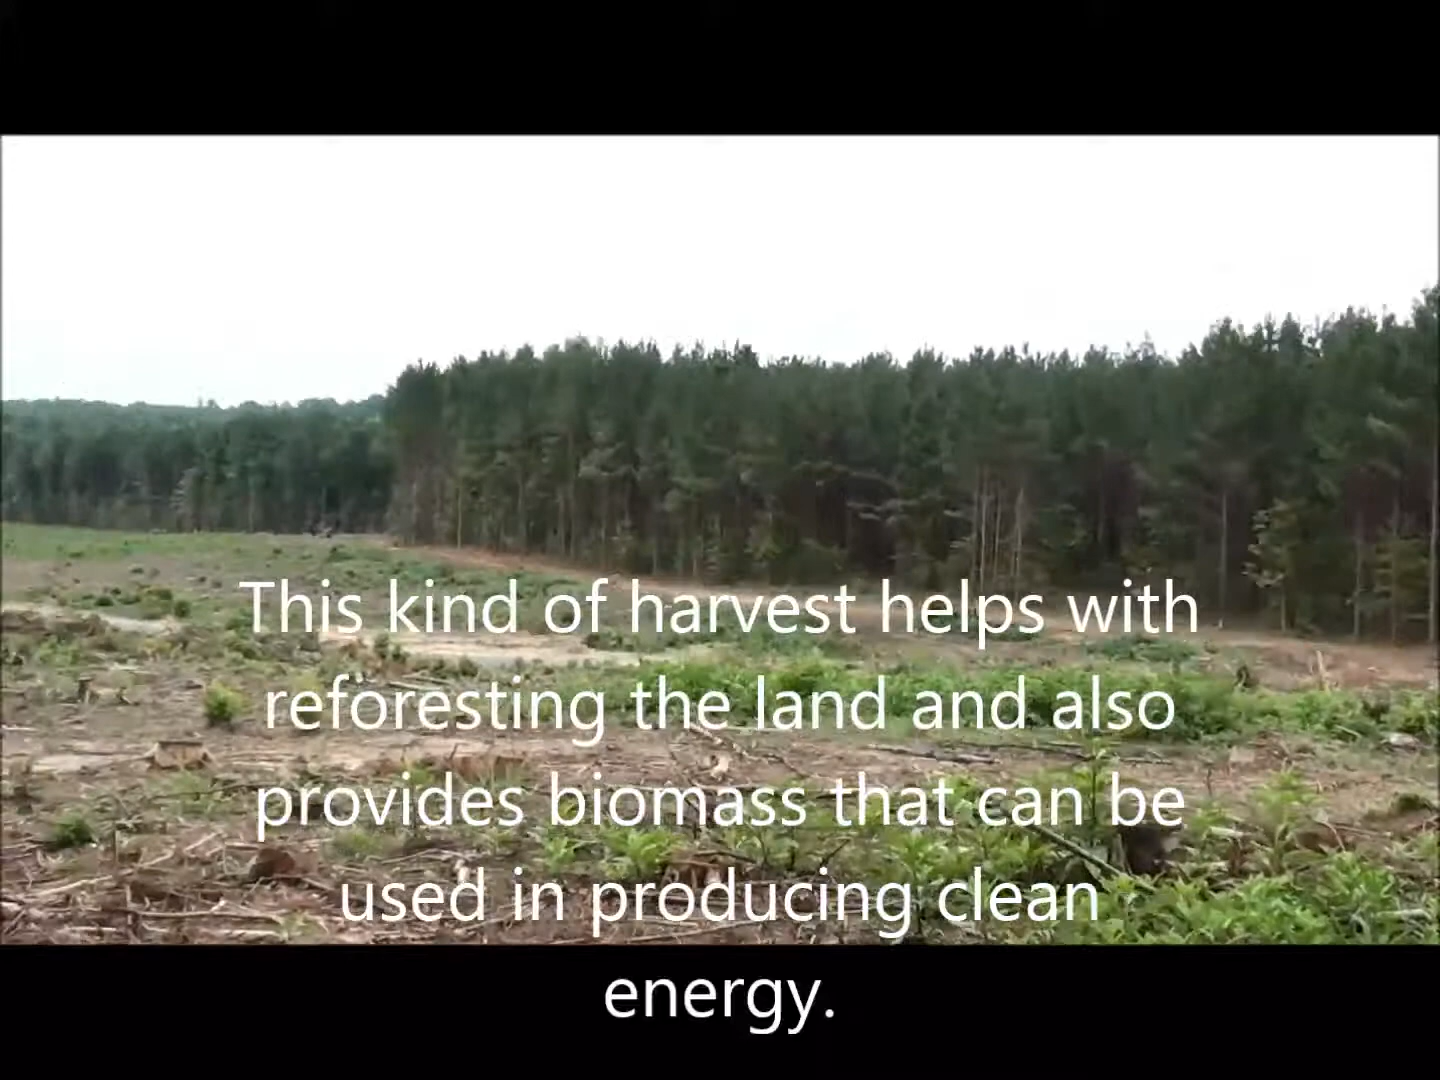 This kind of harvest helps with
reforesting the land and also
provides biomass that can be
used in producing clean
energy.